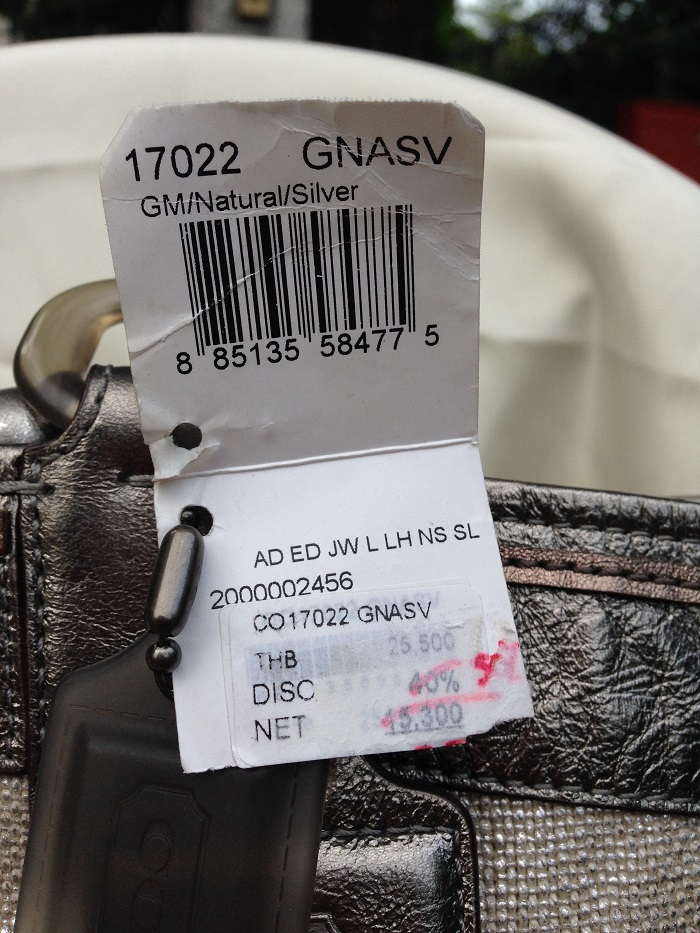 17022 GNASV
GM/Natural/Silver
8 85135 58477 5
AD ED JW L LH NS SL
2000002456
CO17022 GNASV
THB 25,500
DISC 40%
NET 15,300